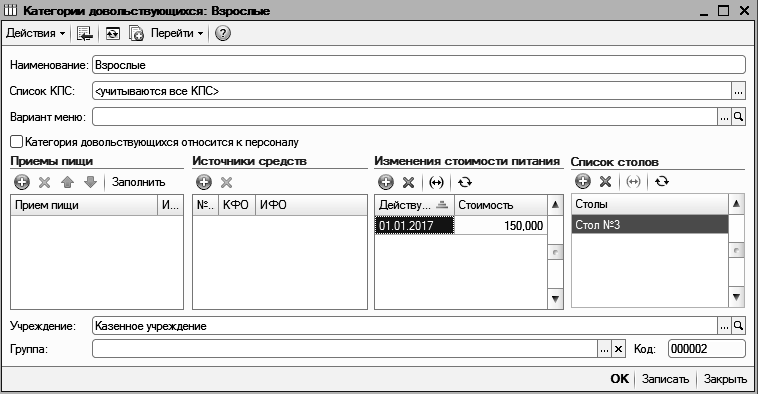 Категории довольствующихся: Взрослые
Действия Перейти
Наименование: Взрослые
Список КПС: <учитываются все КПС>
Вариант меню:
Категория довольствующихся относится к персоналу
Приемы пищи Источники средств Изменения стоимости питания Список столов
Заполнить
Прием пищи И... №.. КФО ИФО Действу... Стоимость Столы
01.01.2017 150,000 Стол №3
Учреждение: Казенное учреждение
Группа: Код: 000002
OK Записать Закрыть